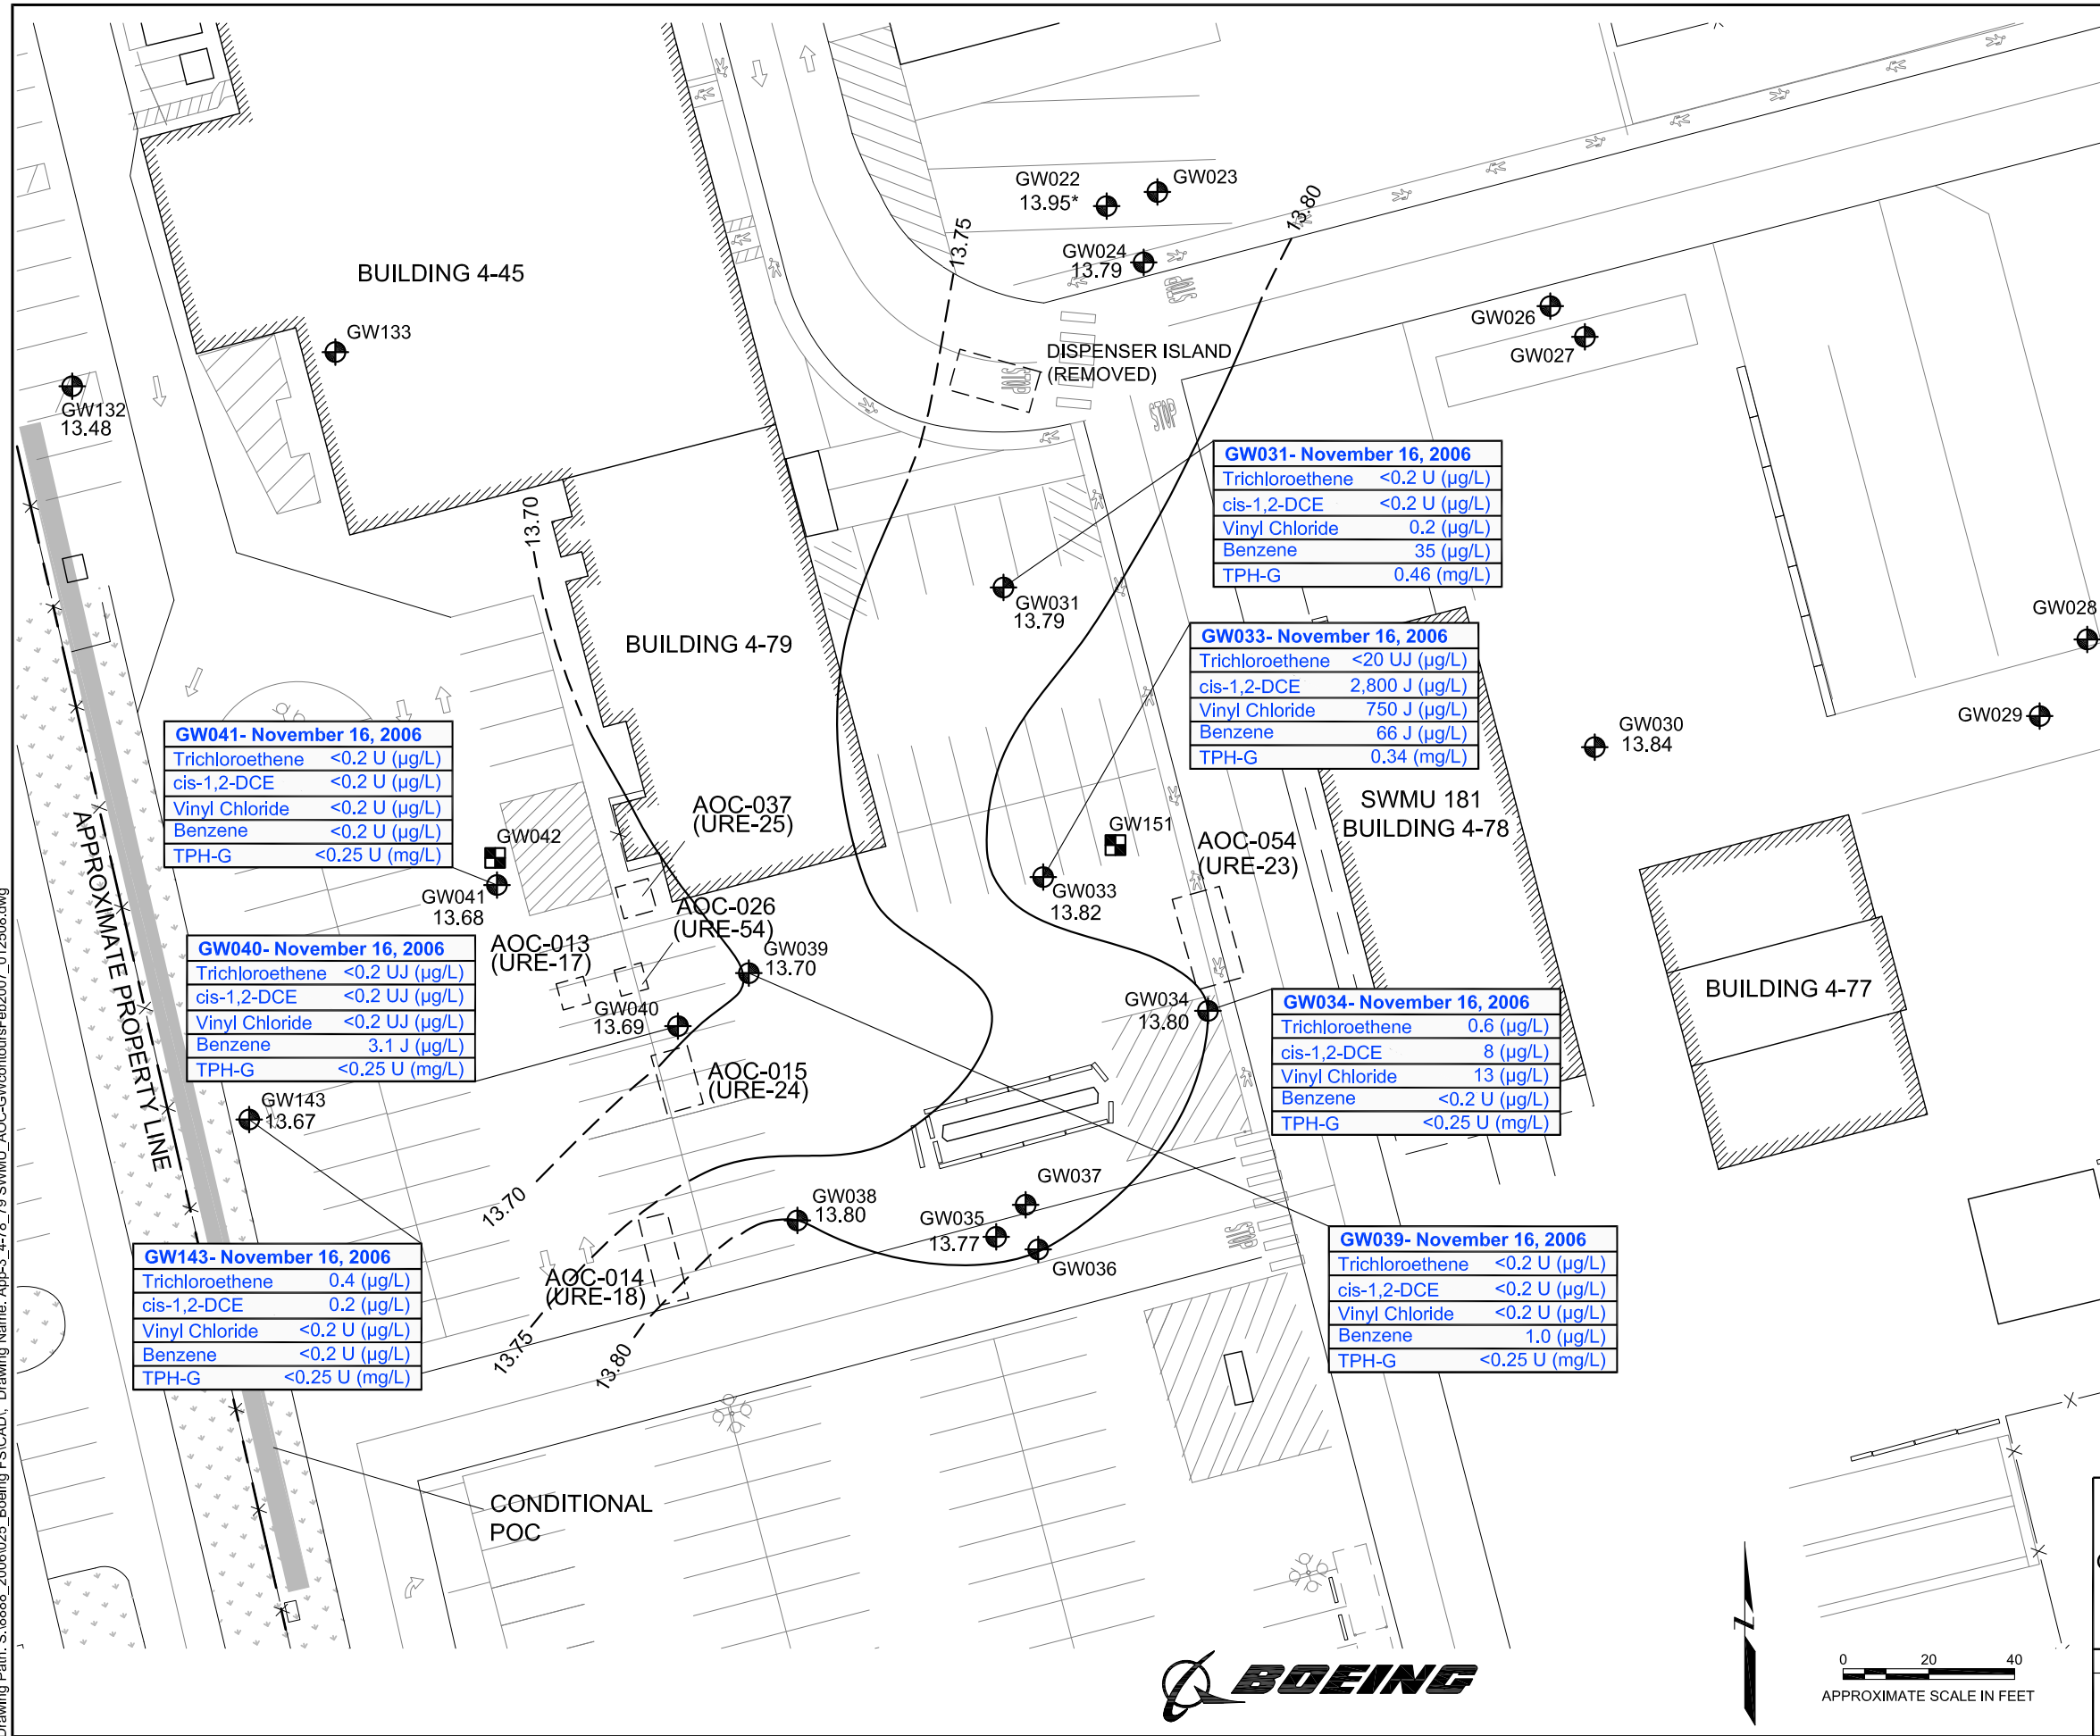 GW022
13.95*
GW023
GW024
13.79
13.75
13.80
STOP
BUILDING 4-45
GW133
GW132
13.48
DISPENSER ISLAND
(REMOVED)
STOP
STOP
GW026
GW027
GW031- November 16, 2006
Trichloroethene <0.2 U (µg/L)
cis-1,2-DCE <0.2 U (µg/L)
Vinyl Chloride 0.2 (µg/L)
Benzene 35 (µg/L)
TPH-G 0.46 (mg/L)
13.70
GW031
13.79
GW028
BUILDING 4-79
GW033- November 16, 2006
Trichloroethene <20 UJ (µg/L)
cis-1,2-DCE 2,800 J (µg/L)
Vinyl Chloride 750 J (µg/L)
Benzene 66 J (µg/L)
TPH-G 0.34 (mg/L)
GW029
GW030
13.84
GW041- November 16, 2006
Trichloroethene <0.2 U (µg/L)
cis-1,2-DCE <0.2 U (µg/L)
Vinyl Chloride <0.2 U (µg/L)
Benzene <0.2 U (µg/L)
TPH-G <0.25 U (mg/L)
GW042
GW041
13.68
AOC-037
(URE-25)
GW151
AOC-054
(URE-23)
SWMU 181
BUILDING 4-78
GW033
13.82
APPROXIMATE PROPERTY LINE
AOC-026
(URE-54)
AOC-013
(URE-17)
GW039
13.70
GW040- November 16, 2006
Trichloroethene <0.2 UJ (µg/L)
cis-1,2-DCE <0.2 UJ (µg/L)
Vinyl Chloride <0.2 UJ (µg/L)
Benzene 3.1 J (µg/L)
TPH-G <0.25 U (mg/L)
GW040
13.69
GW034
13.80
GW034- November 16, 2006
Trichloroethene 0.6 (µg/L)
cis-1,2-DCE 8 (µg/L)
Vinyl Chloride 13 (µg/L)
Benzene <0.2 U (µg/L)
TPH-G <0.25 U (mg/L)
BUILDING 4-77
AOC-015
(URE-24)
GW143
13.67
13.70
GW038
13.80
GW037
GW035
13.77
GW036
STOP
GW143- November 16, 2006
Trichloroethene 0.4 (µg/L)
cis-1,2-DCE 0.2 (µg/L)
Vinyl Chloride <0.2 U (µg/L)
Benzene <0.2 U (µg/L)
TPH-G <0.25 U (mg/L)
AOC-014
(URE-18)
13.75
13.80
GW039- November 16, 2006
Trichloroethene <0.2 U (µg/L)
cis-1,2-DCE <0.2 U (µg/L)
Vinyl Chloride <0.2 U (µg/L)
Benzene 1.0 (µg/L)
TPH-G <0.25 U (mg/L)
CONDITIONAL
POC
BOEING
Z
0 20 40
APPROXIMATE SCALE IN FEET